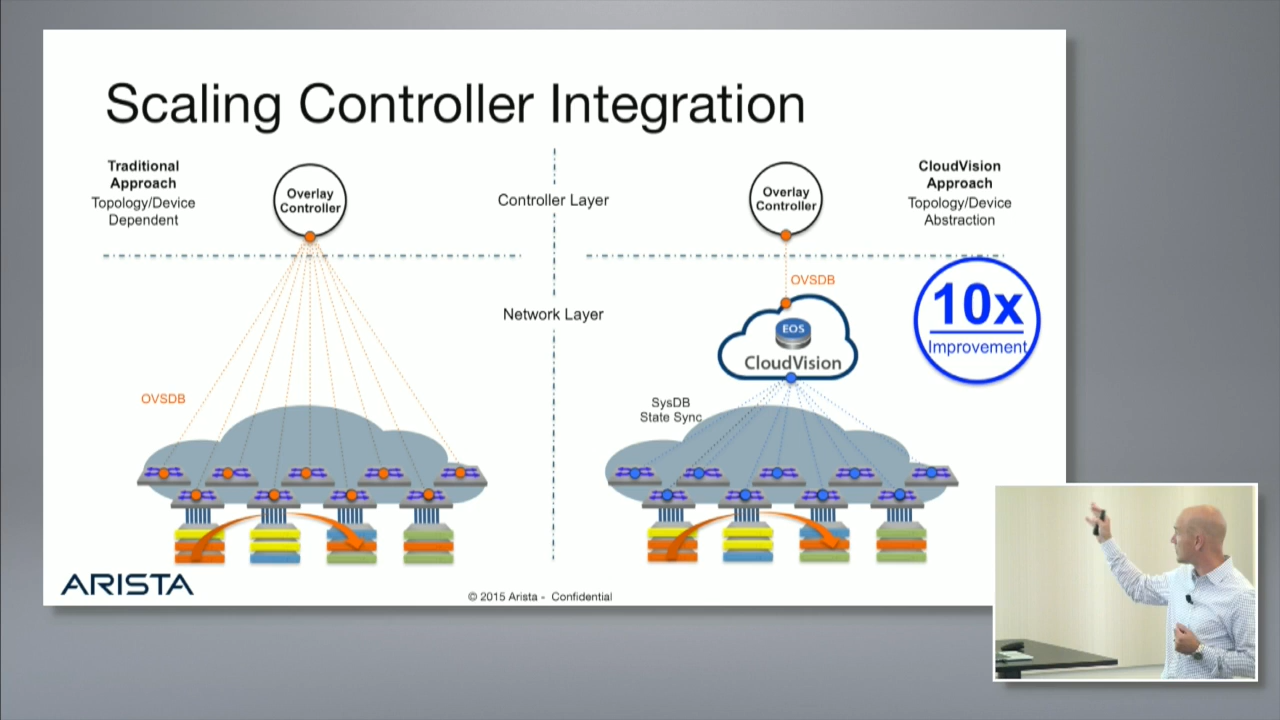 Scaling Controller Integration
Traditional
Approach
Topology/Device
Dependent
Overlay
Controller
OVSDB
Controller Layer
Network Layer
Overlay
Controller
CloudVision
Approach
Topology/Device
Abstraction
OVSDB
EOS
CloudVision
10x
Improvement
SysDB
State Sync
ARISTA
© 2015 Arista - Confidential